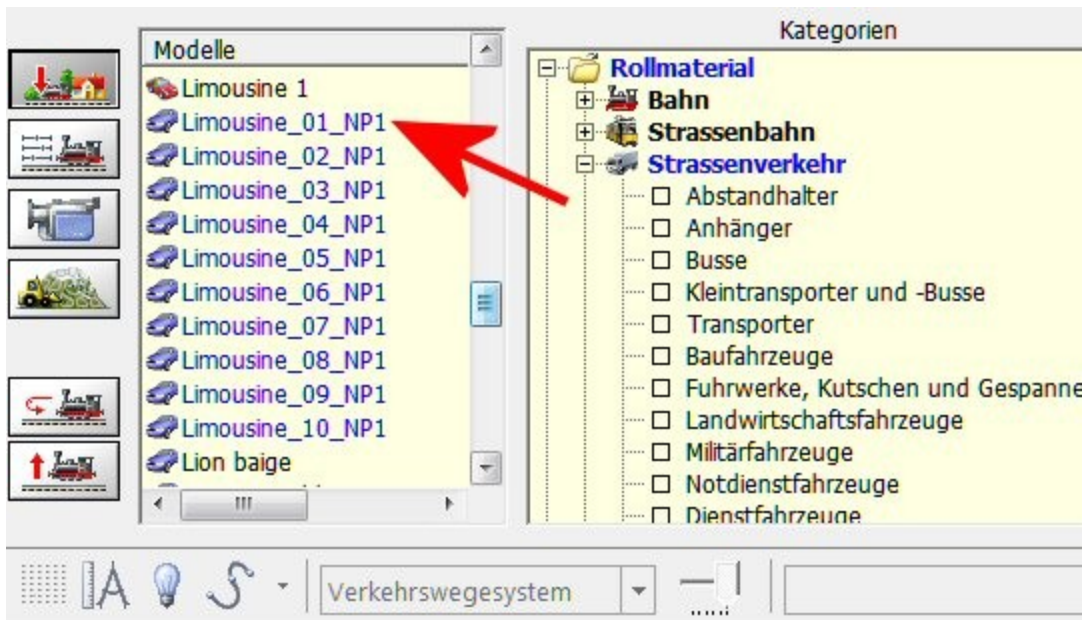 Kategorien
Modelle
Limousine 1
Limousine_01_NP1
Limousine_02_NP1
Limousine_03_NP1
Limousine_04_NP1
Limousine_05_NP1
Limousine_06_NP1
Limousine_07_NP1
Limousine_08_NP1
Limousine_09_NP1
Limousine_10_NP1
Lion baige
Rollmaterial
Bahn
Strassenbahn
Strassenverkehr
Abstandhalter
Anhänger
Busse
Kleintransporter und -Busse
Transporter
Baufahrzeuge
Fuhrwerke, Kutschen und Gespanne
Landwirtschaftsfahrzeuge
Militärfahrzeuge
Notdienstfahrzeuge
Dienstfahrzeuge
Verkehrswegesystem